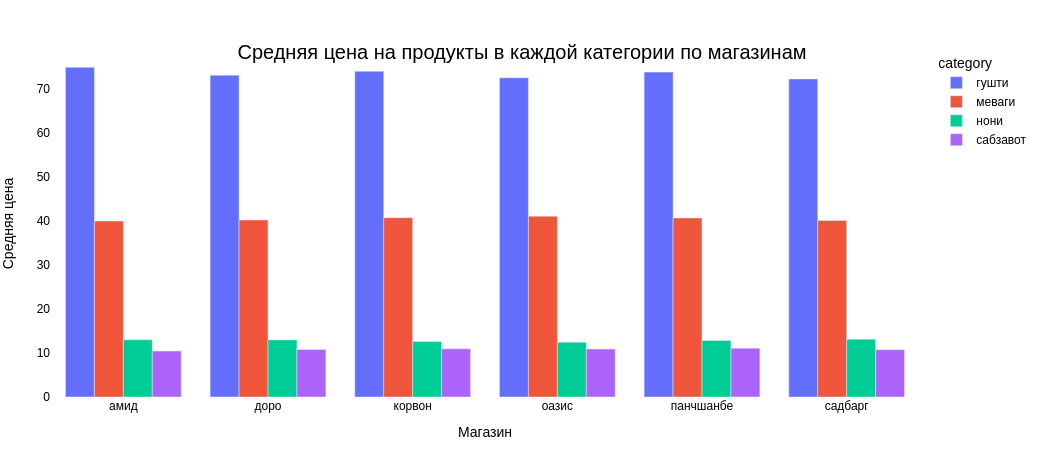 Средняя цена на продукты в каждой категории по магазинам
category
гушти
меваги
нони
сабзавот
Средняя цена
70
60
50
40
30
20
10
0
амид
доро
корвон
оазис
панчшанбе
садбарг
Магазин